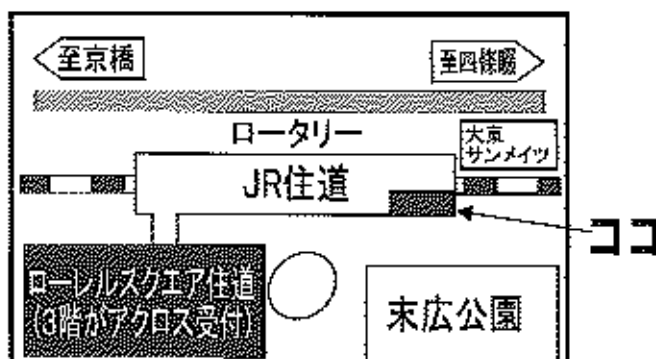 至京橋
至四條畷
ロータリー
大京
サンメイツ
JR住道
ココ
ローレルスクエア住道
(3階がアクロス受付)
末広公園